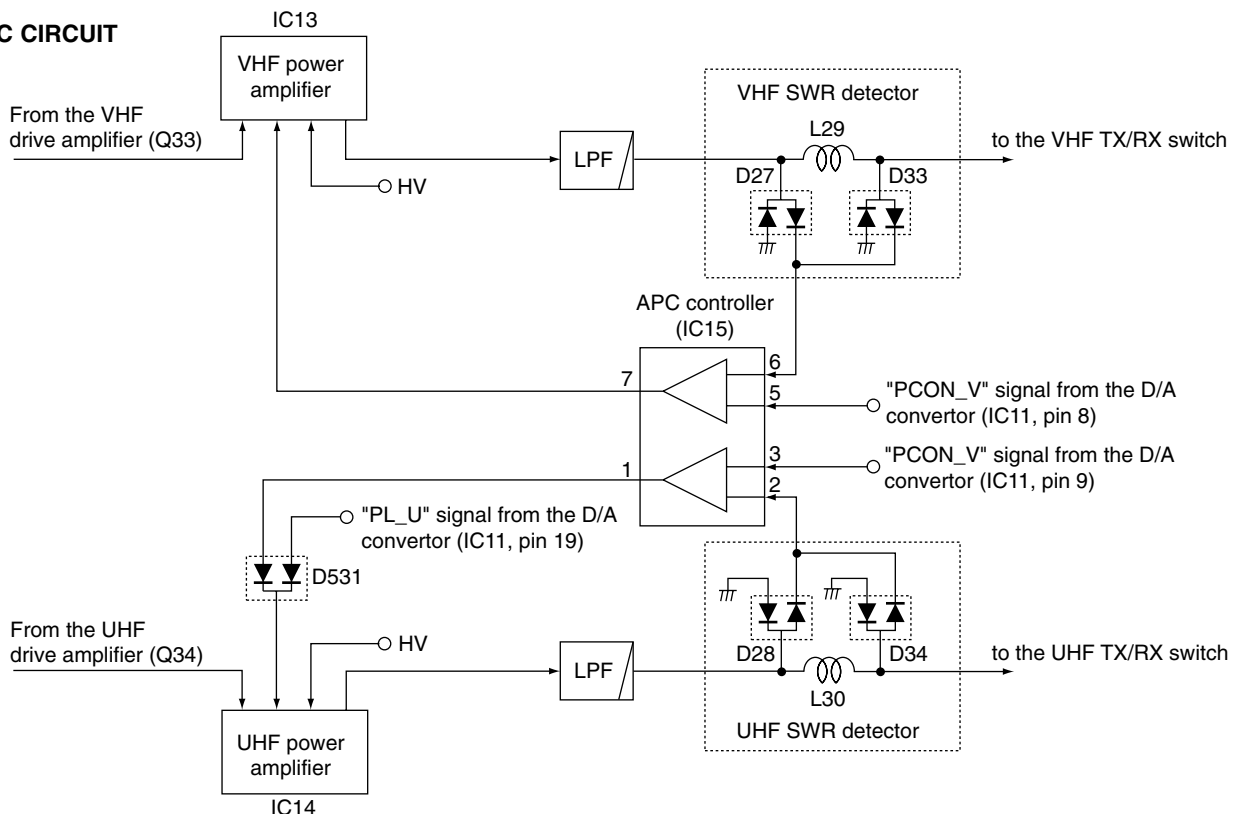 C CIRCUIT
IC13
VHF power
amplifier
From the VHF
drive amplifier (Q33)
HV
LPF
VHF SWR detector
L29
D27
D33
to the VHF TX/RX switch
APC controller
(IC15)
7
6
5
"PCON_V" signal from the D/A
convertor (IC11, pin 8)
1
3
2
"PCON_V" signal from the D/A
convertor (IC11, pin 9)
"PL_U" signal from the D/A
convertor (IC11, pin 19)
D531
From the UHF
drive amplifier (Q34)
HV
LPF
D28
D34
L30
UHF SWR detector
to the UHF TX/RX switch
UHF power
amplifier
IC14